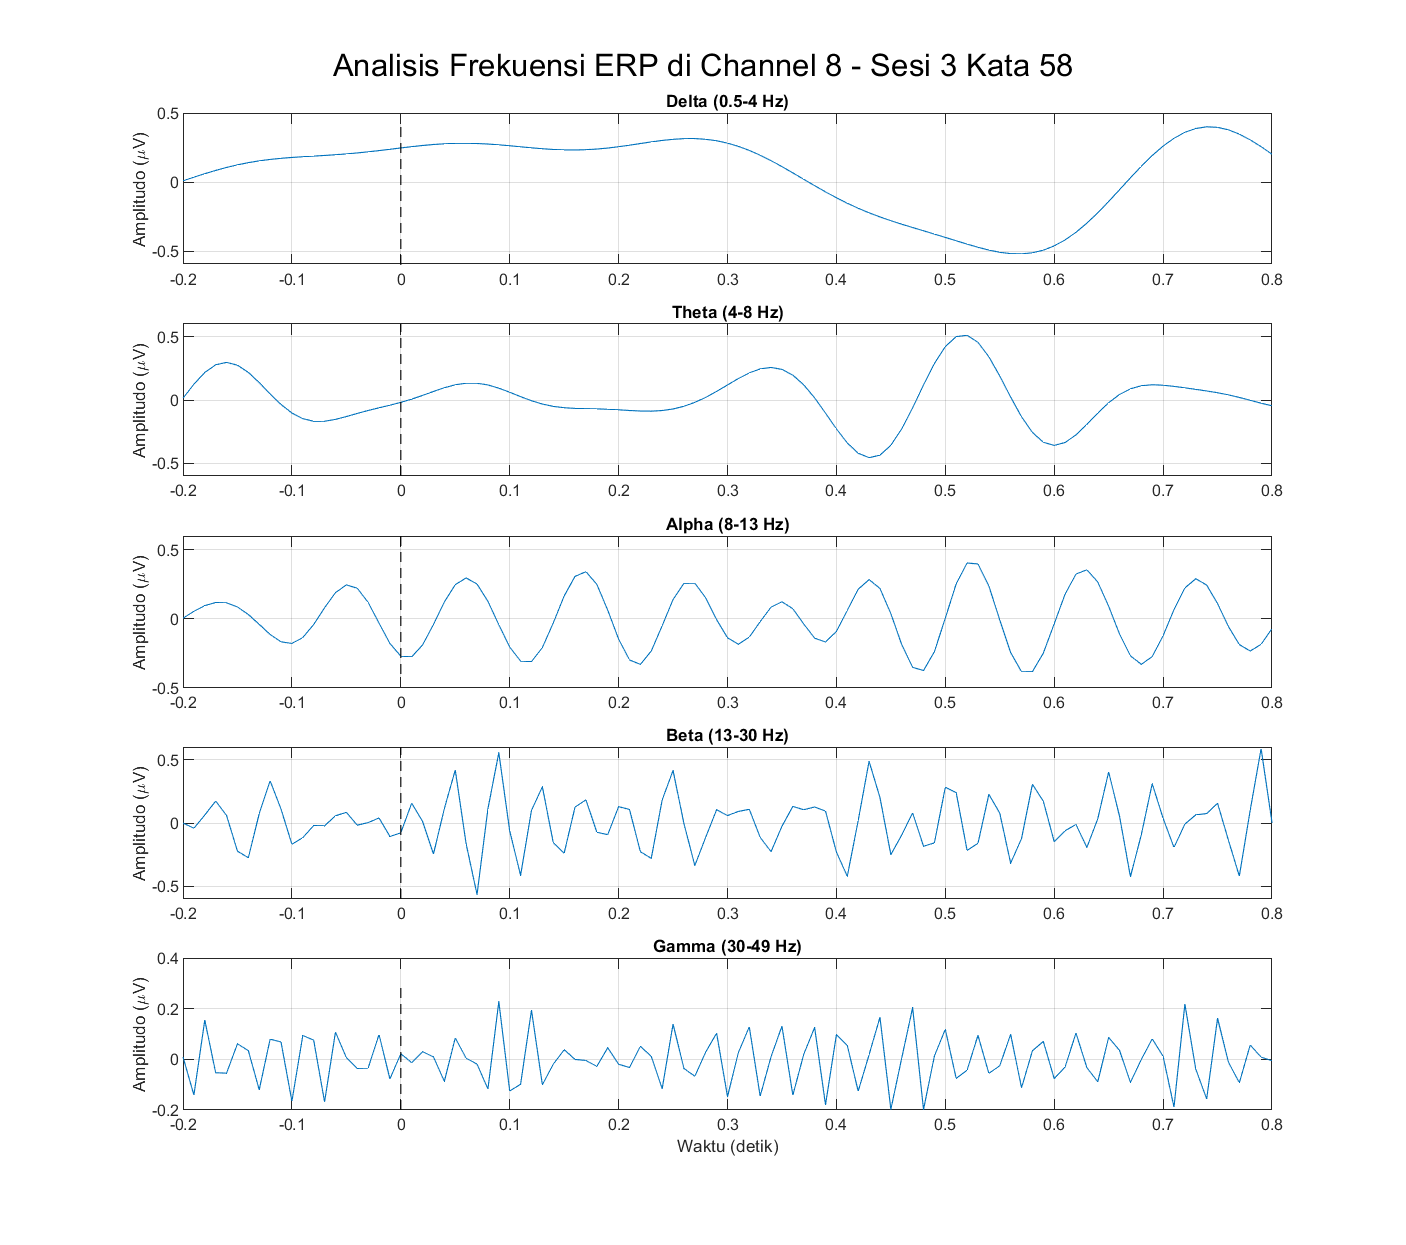 Analisis Frekuensi ERP di Channel 8 - Sesi 3 Kata 58
Delta (0.5-4 Hz)
Amplitudo (μV)
0.5
0
-0.5
-0.2 -0.1 0 0.1 0.2 0.3 0.4 0.5 0.6 0.7 0.8
Theta (4-8 Hz)
Amplitudo (μV)
0.5
0
-0.5
-0.2 -0.1 0 0.1 0.2 0.3 0.4 0.5 0.6 0.7 0.8
Alpha (8-13 Hz)
Amplitudo (μV)
0.5
0
-0.5
-0.2 -0.1 0 0.1 0.2 0.3 0.4 0.5 0.6 0.7 0.8
Beta (13-30 Hz)
Amplitudo (μV)
0.5
0
-0.5
-0.2 -0.1 0 0.1 0.2 0.3 0.4 0.5 0.6 0.7 0.8
Gamma (30-49 Hz)
Amplitudo (μV)
0.4
0.2
0
-0.2
-0.2 -0.1 0 0.1 0.2 0.3 0.4 0.5 0.6 0.7 0.8
Waktu (detik)